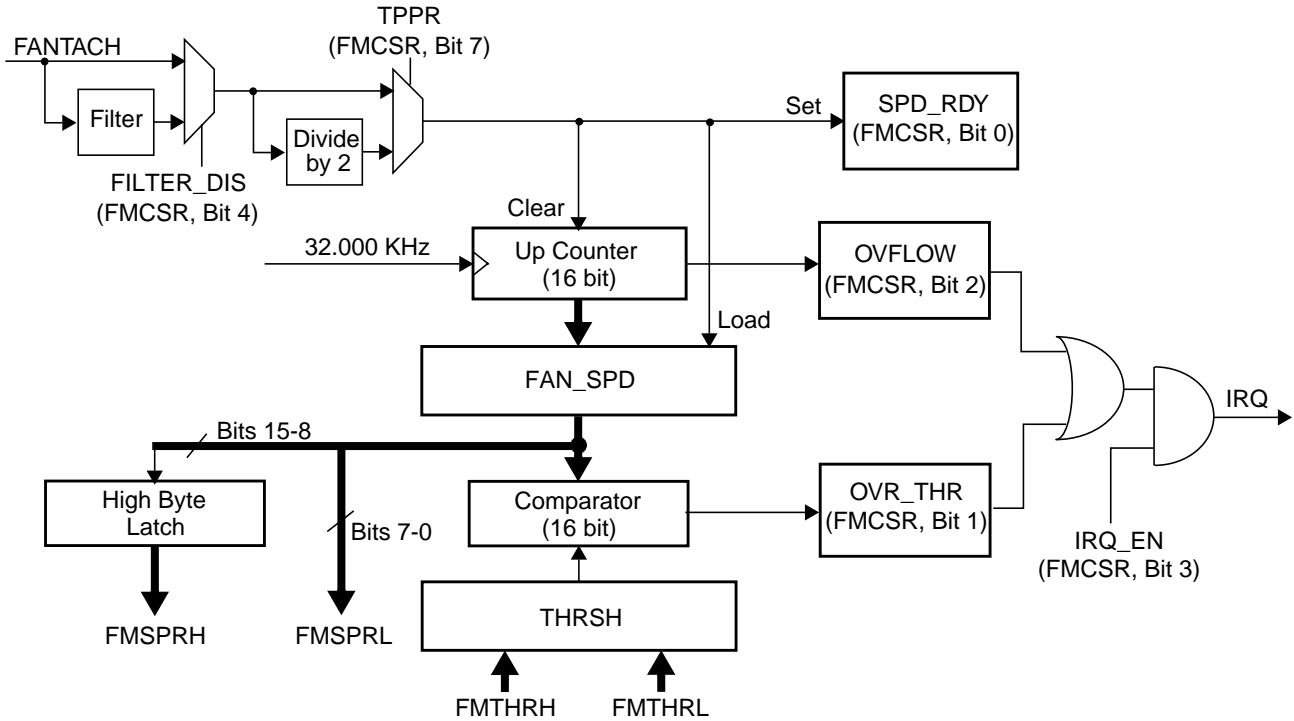 TPPR
(FMCSR, Bit 7)
FANTACH
Filter
Divide
by 2
FILTER_DIS
(FMCSR, Bit 4)
Set
SPD_RDY
(FMCSR, Bit 0)
Clear
32.000 KHz
Up Counter
(16 bit)
OVFLOW
(FMCSR, Bit 2)
Load
FAN_SPD
IRQ
Bits 15-8
High Byte
Latch
Bits 7-0
Comparator
(16 bit)
OVR_THR
(FMCSR, Bit 1)
IRQ_EN
(FMCSR, Bit 3)
THRSH
FMSPRH
FMSPRL
FMTHRH
FMTHRL